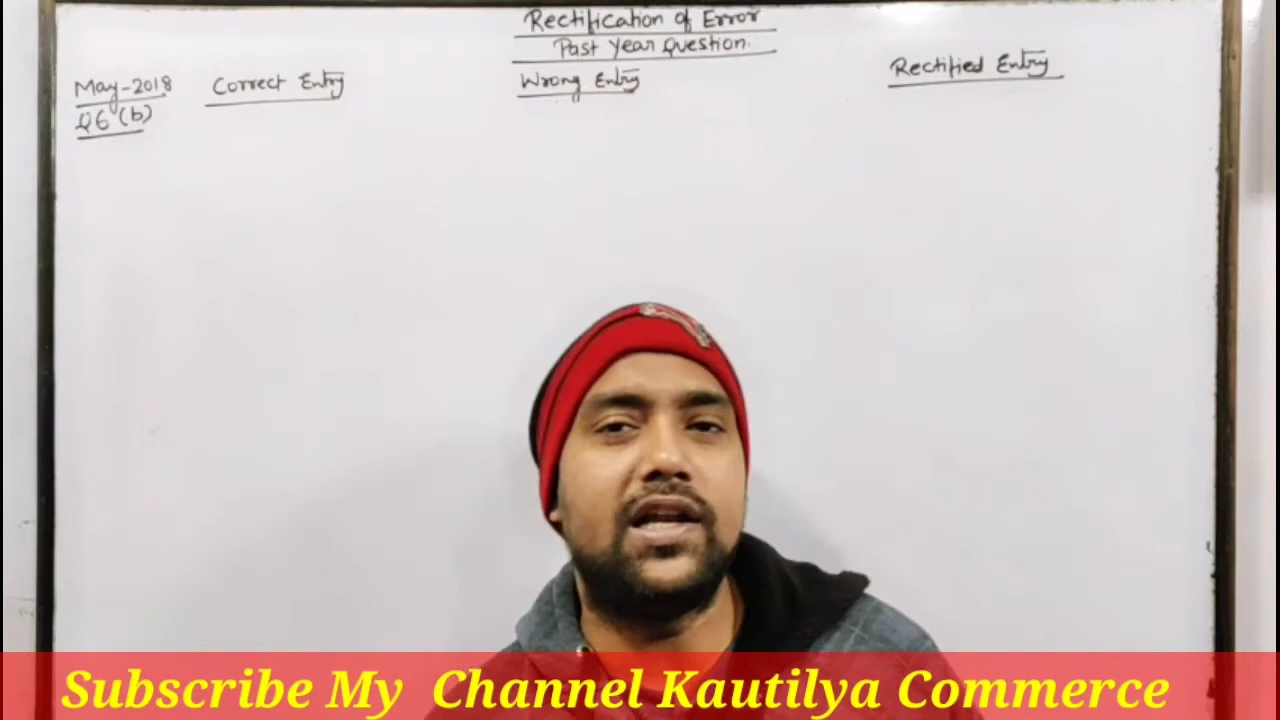 Rectification of Error
Past Year Question.
May-2018 Correct Entry Wrong Entry Rectified Entry
Q6 (b)
Subscribe My Channel Kautilya Commerce